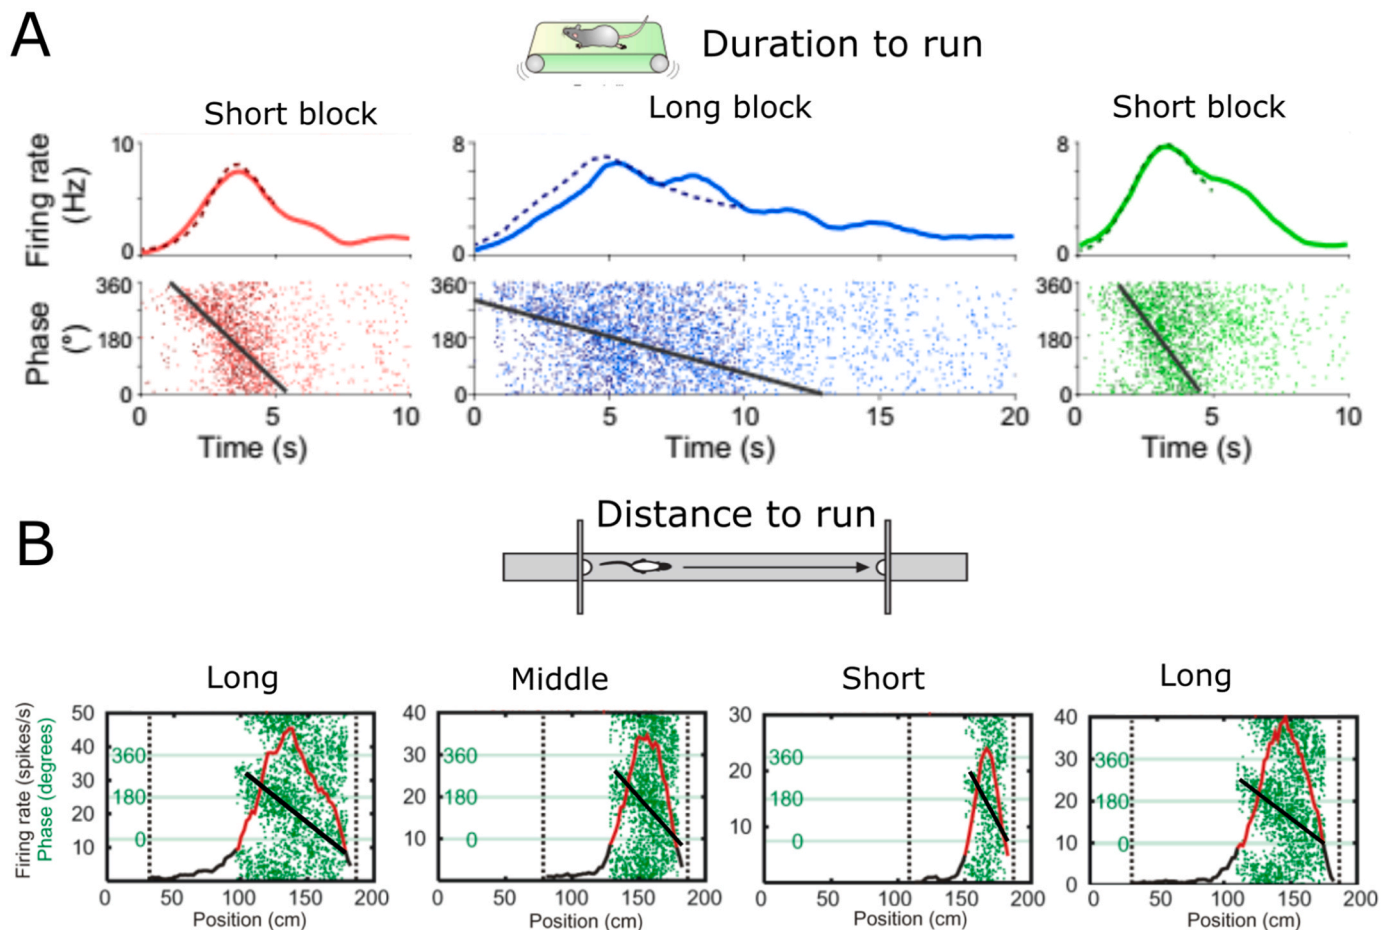 A
Duration to run
Short block
Long block
Short block
Firing rate
(Hz)
10
0
8
0
8
0
Phase
(°)
360
180
0
360
180
0
360
180
0
0 5 10
0 5 10 15 20
0 5 10
Time (s)
Time (s)
Time (s)
B
Distance to run
Long
Middle
Short
Long
Firing rate (spikes/s)
Phase (degrees)
50
40
30
20
10
360
180
0
40
30
20
10
360
180
0
30
20
10
360
180
0
40
30
20
10
0
360
180
0
0 50 100 150 200
0 50 100 150 200
0 50 100 150 200
0 50 100 150 200
Position (cm)
Position (cm)
Position (cm)
Position (cm)